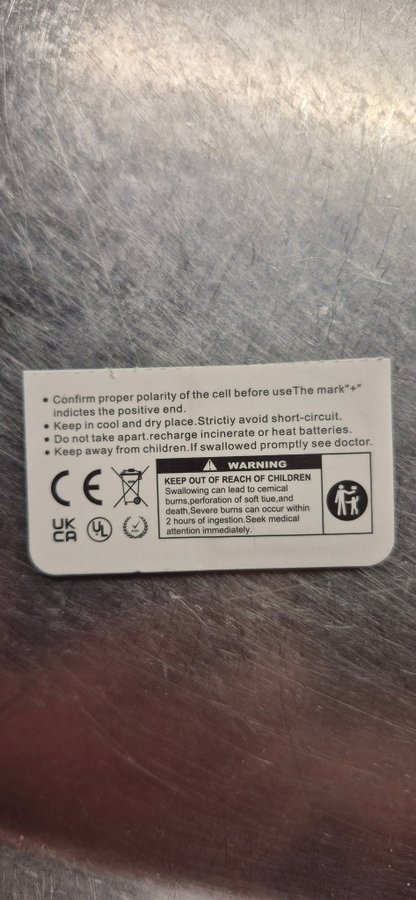 • Confirm proper polarity of the cell before useThe mark"+"
indictes the positive end.
• Keep in cool and dry place.Strictiy avoid short-circuit.
• Do not take apart.recharge incinerate or heat batteries.
• Keep away from children.If swallowed promptly see doctor.
WARNING
KEEP OUT OF REACH OF CHILDREN
Swallowing can lead to cemical
burns,perforation of soft tiue,and
death,Severe burns can occur within
2 hours of ingestion.Seek medical
attention immediately.
CE
UK
CA
UL